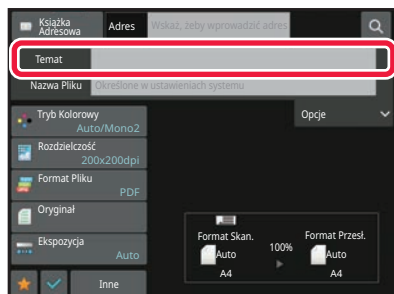 Książka
Adresowa
Adres
Wskaż, żeby wprowadzić adres
Temat
Nazwa Pliku
Określone w ustawieniach systemu
Tryb Kolorowy
Auto/Mono2
Opcje
Rozdzielczość
200x200dpi
Format Pliku
PDF
Oryginał
Ekspozycja
Auto
Inne
Format Skan.
Auto
A4
100%
Format Przesł.
Auto
A4